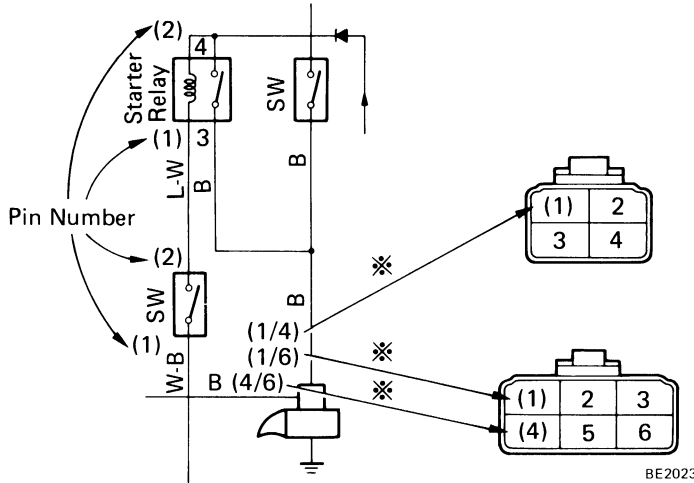 (2)
4
Starter
Relay
SW
(1) 3
L-W
B
B
Pin Number
(2)
SW
B
(1)
W-B
(1/4)
(1/6)
B (4/6)
※
※
※
(1) 2
3 4
(1) 2 3
(4) 5 6
BE2023